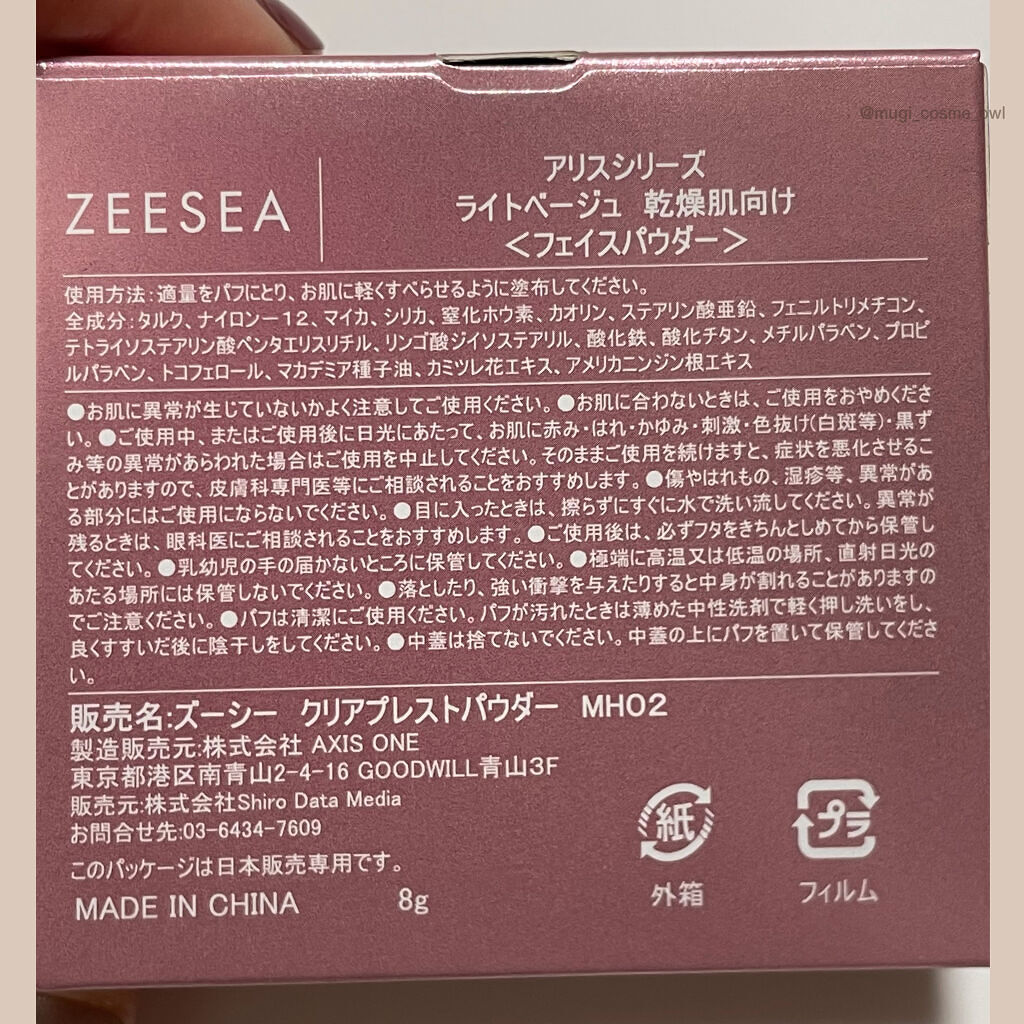 @mugi_cosme_owl
ZEESEA
アリスシリーズ
ライトベージュ 乾燥肌向け
＜フェイスパウダー＞
使用方法：適量をパフにとり、お肌に軽くすべらせるように塗布してください。
全成分：タルク、ナイロンー１２、マイカ、シリカ、窒化ホウ素、カオリン、ステアリン酸亜鉛、フェニルトリメチコン、
テトライソステアリン酸ペンタエリスリチル、リンゴ酸ジイソステアリル、酸化鉄、酸化チタン、メチルパラベン、プロピ
ルパラベン、トコフェロール、マカデミア種子油、カミツレ花エキス、アメリカニンジン根エキス
●お肌に異常が生じていないかよく注意してご使用ください。●お肌に合わないときは、ご使用をおやめくださ
い。●ご使用中、またはご使用後に日光にあたって、お肌に赤み・はれ・かゆみ・刺激・色抜け(白斑等)・黒ず
み等の異常があらわれた場合はご使用を中止してください。そのままご使用を続けますと、症状を悪化させるこ
とがありますので、皮膚科専門医等にご相談されることをおすすめします。●傷やはれもの、湿疹等、異常があ
る部分にはご使用にならないでください。●目に入ったときは、擦らずにすぐに水で洗い流してください。異常が
残るときは、眼科医にご相談されることをおすすめします。●ご使用後は、必ずフタをきちんとしめてから保管し
てください。●乳幼児の手の届かないところに保管してください。●極端に高温又は低温の場所、直射日光の
あたる場所には保管しないでください。●落としたり、強い衝撃を与えたりすると中身が割れることがありますの
でご注意ください。●パフは清潔にご使用ください。パフが汚れたときは薄めた中性洗剤で軽く押し洗いをし、
良くすすいだ後に陰干しをしてください。●中蓋は捨てないでください。中蓋の上にパフを置いて保管してくださ
い。
販売名：ズーシー クリアプレストパウダー MH02
製造販売元：株式会社 AXIS ONE
東京都港区南青山2-4-16 GOODWILL青山3F
販売元：株式会社Shiro Data Media
お問合せ先：03-6434-7609
このパッケージは日本販売専用です。
MADE IN CHINA 8g
紙
外箱
プラ
フィルム